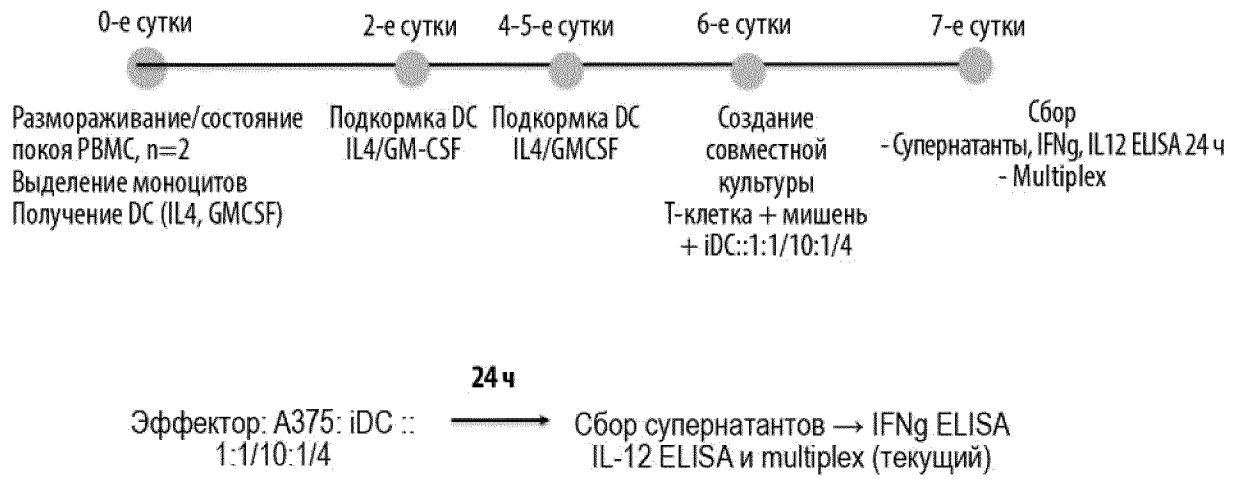 0-е сутки
2-е сутки
4-5-е сутки
6-е сутки
7-е сутки
Размораживание/состояние
покоя PBMC, n=2
Выделение моноцитов
Получение DC (IL4, GMCSF)
Подкормка DC
IL4/GM-CSF
Подкормка DC
IL4/GMCSF
Создание
совместной
культуры
Т-клетка + мишень
+ iDC::1:1/10:1/4
Сбор
- Супернатанты, IFNg, IL12 ELISA 24 ч
- Multiplex
24 ч
Эффектор: A375: iDC ::
1:1/10:1/4
Сбор супернатантов → IFNg ELISA
IL-12 ELISA и multiplex (текущий)